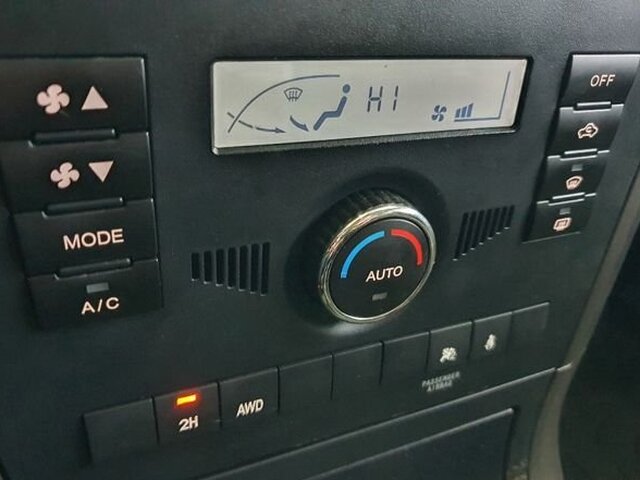 HI
OFF
MODE
A/C
AUTO
2H
AWD
PASSENGER
AIRBAG